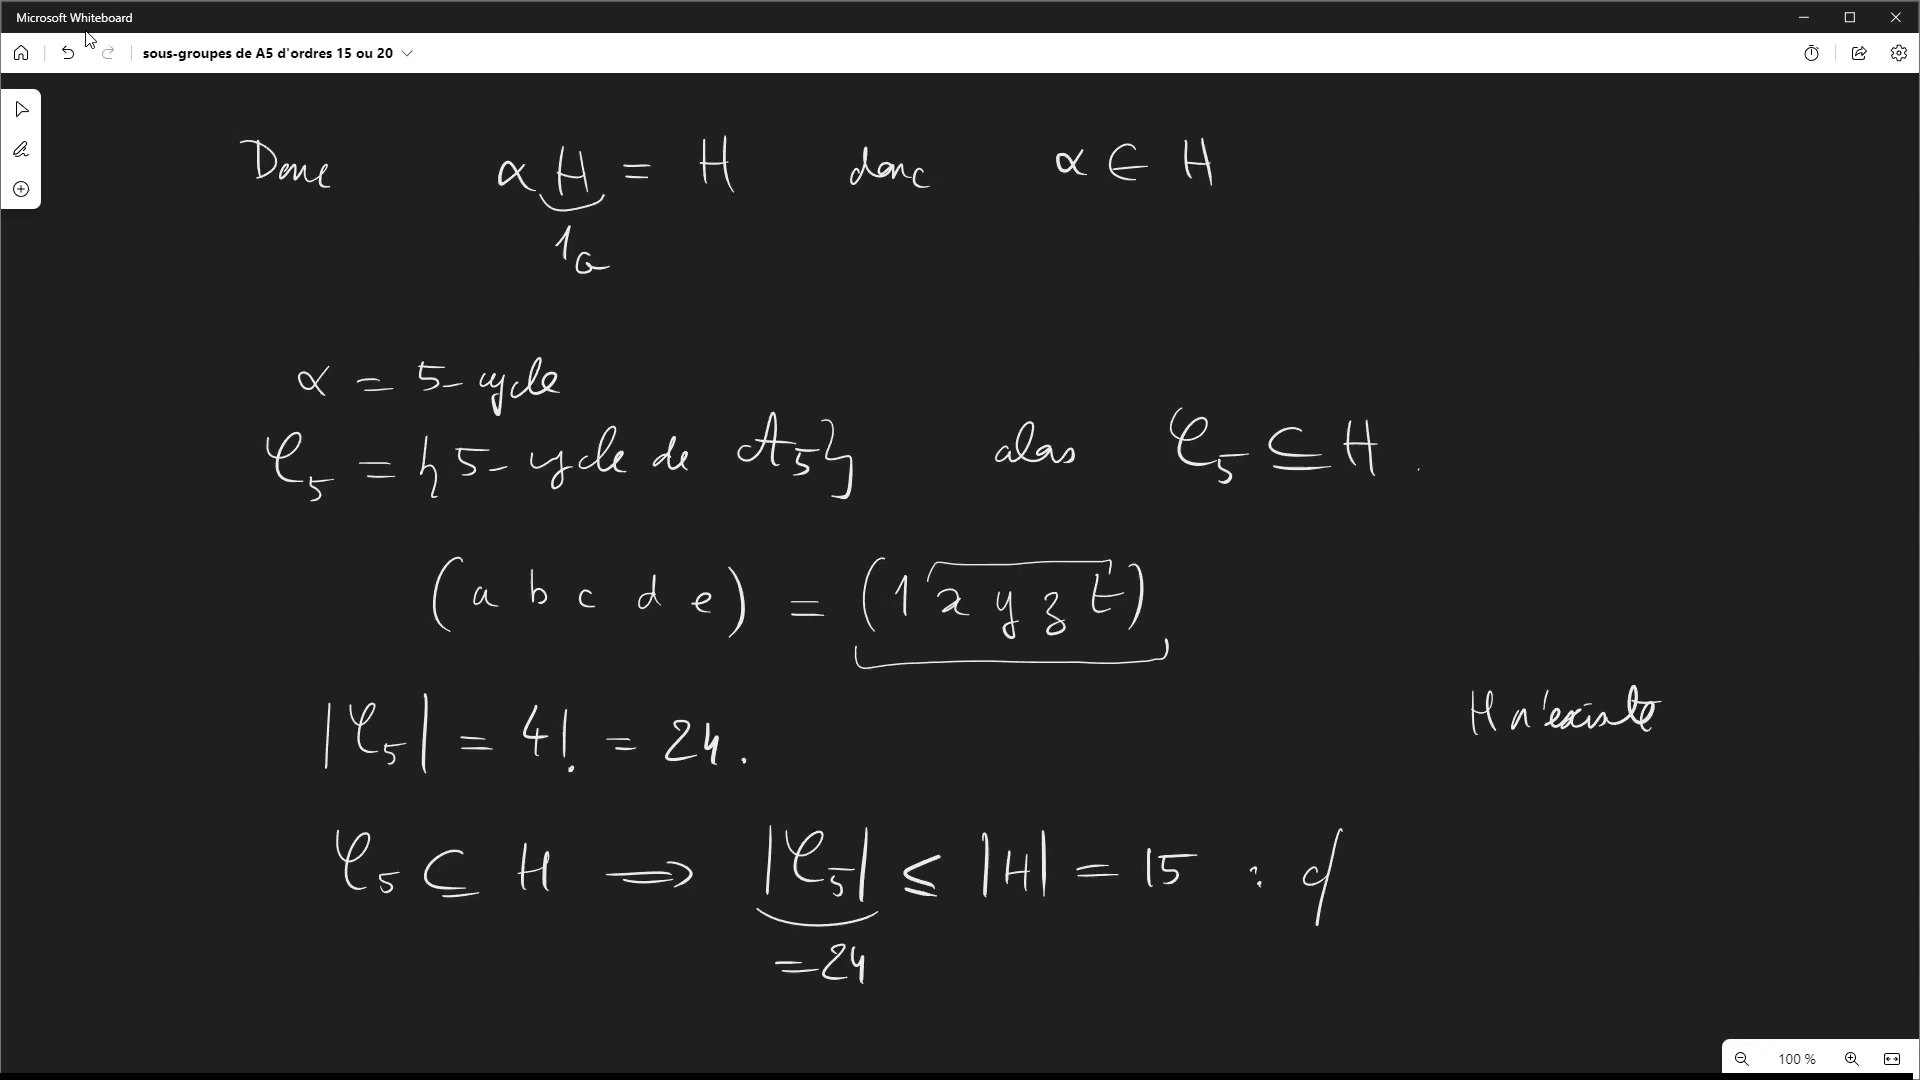 Microsoft Whiteboard
sous-groupes de A5 d'ordres 15 ou 20
Donc αH = H donc α ∈ H
1_G
α = 5-cycle
𝒞₅ = {5-cycle de A₅} alors 𝒞₅ ⊆ H.
(a b c d e) = (1 x y z t)
|𝒞₅| = 4! = 24.
H n'existe
𝒞₅ ⊆ H ⟹ |𝒞₅| ≤ |H| = 15 :
= 24
100 %